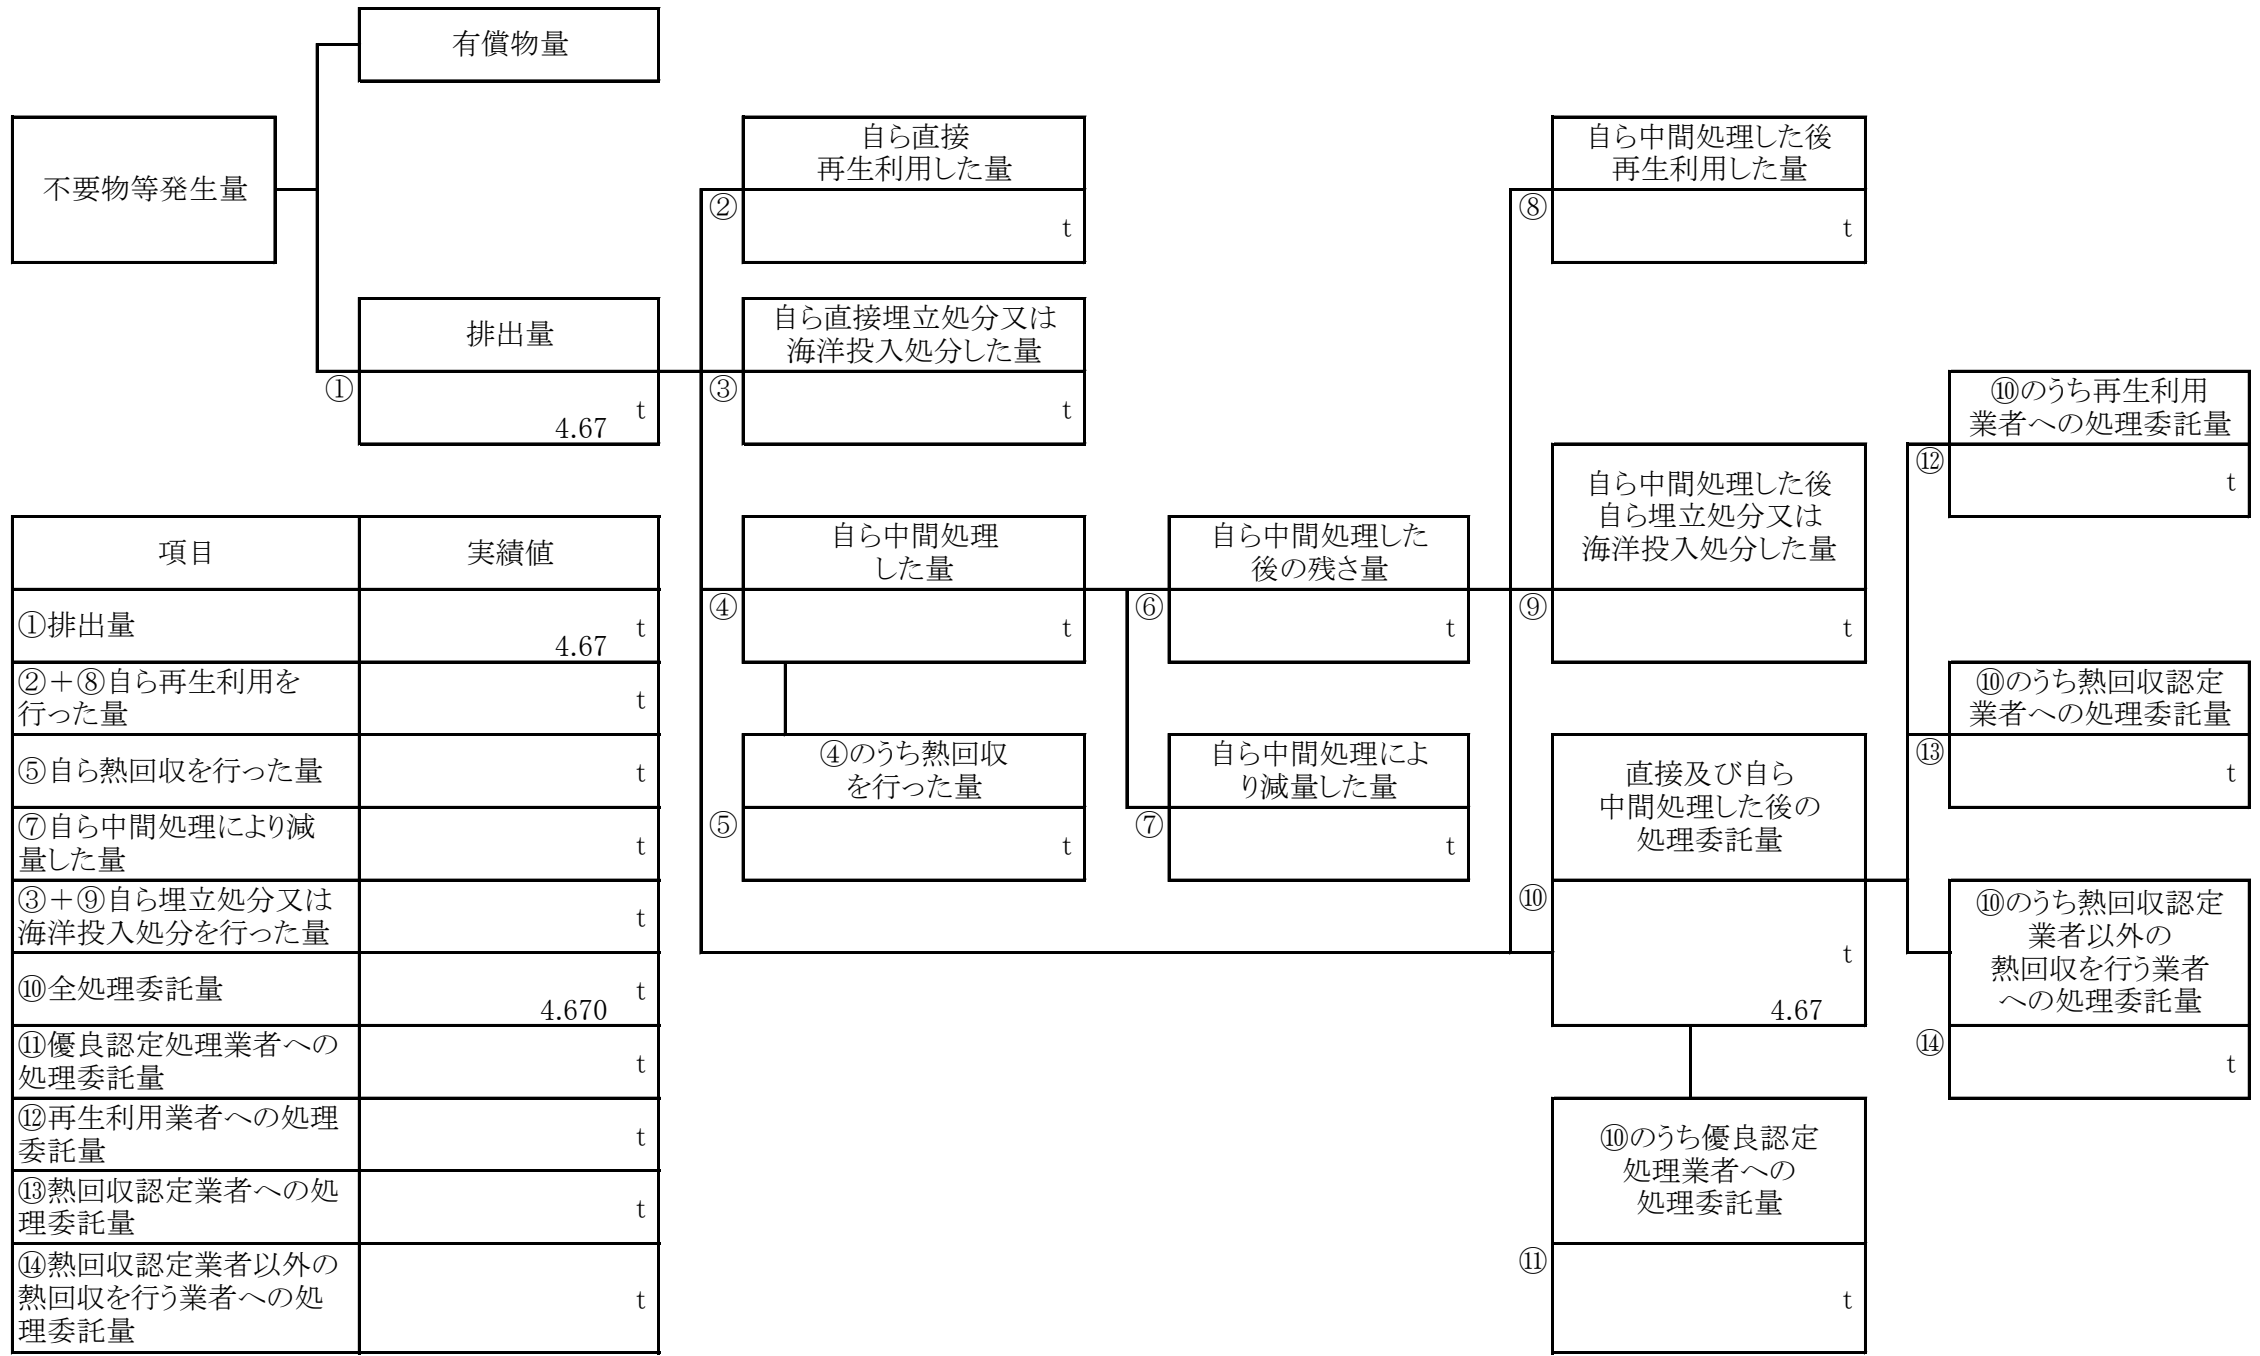 有償物量
不要物等発生量
自ら直接
再生利用した量
②
t
自ら中間処理した後
再生利用した量
⑧
t
排出量
①
t
4.67
自ら直接埋立処分又は
海洋投入処分した量
③
t
⑩のうち再生利用
業者への処理委託量
⑫
t
自ら中間処理した後
自ら埋立処分又は
海洋投入処分した量
⑨
t
自ら中間処理
した量
④
t
自ら中間処理した
後の残さ量
⑥
t
⑩のうち熱回収認定
業者への処理委託量
⑬
t
④のうち熱回収
を行った量
⑤
t
自ら中間処理によ
り減量した量
⑦
t
直接及び自ら
中間処理した後の
処理委託量
⑩
t
4.67
⑩のうち熱回収認定
業者以外の
熱回収を行う業者
への処理委託量
⑭
t
⑩のうち優良認定
処理業者への
処理委託量
⑪
t
項目 実績値
①排出量 t
4.67
②+⑧自ら再生利用を
行った量 t
⑤自ら熱回収を行った量 t
⑦自ら中間処理により減
量した量 t
③+⑨自ら埋立処分又は
海洋投入処分を行った量 t
⑩全処理委託量 t
4.670
⑪優良認定処理業者への
処理委託量 t
⑫再生利用業者への処理
委託量 t
⑬熱回収認定業者への処
理委託量 t
⑭熱回収認定業者以外の
熱回収を行う業者への処 t
理委託量